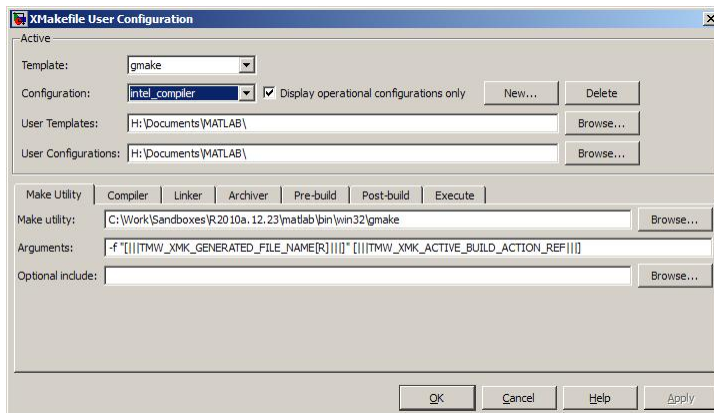 XMakefile User Configuration
Active
Template: gmake
Configuration: intel_compiler Display operational configurations only New... Delete
User Templates: H:\Documents\MATLAB\ Browse...
User Configurations: H:\Documents\MATLAB\ Browse...
Make Utility Compiler Linker Archiver Pre-build Post-build Execute
Make utility: C:\Work\Sandboxes\R2010a.12.23\matlab\bin\win32\gmake Browse...
Arguments: -f "[|||TMW_XMK_GENERATED_FILE_NAME[R]|||]" [|||TMW_XMK_ACTIVE_BUILD_ACTION_REF|||]
Optional include: Browse...
OK Cancel Help Apply